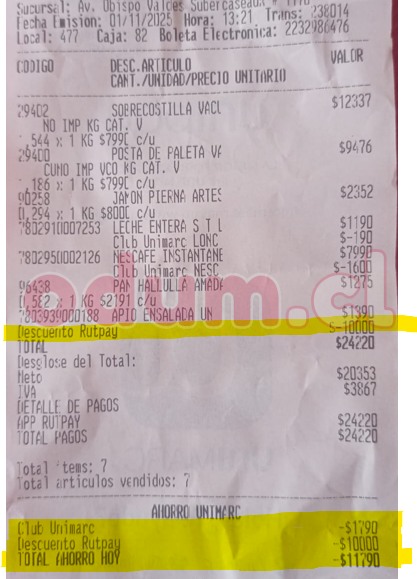 Sucursal: Av. Obispo Valdes Subercaseaux #
Fecha Emision: 01/11/2025 Hora: 13:21 Trans: 238014
Local: 477 Caja: 82 Boleta Electronica: 2232986476
CODIGO DESC.ARTICULO VALOR
CANT./UNIDAD/PRECIO UNITARIO
29402 SOBRECOSTILLA VACU $12337
NO IMP KG CAT. V
,544 x 1 KG $7990 c/u
29400 POSTA DE PALETA VA $9476
CUMO IMP VCO KG CAT. V
,186 x 1 KG $7990 c/u
90258 JAMON PIERNA ARTES $2352
0,294 x 1 KG $8000 c/u
7802910007253 LECHE ENTERA S T L $1190
Club Unimarc LONC $-190
7802950002126 NESCAFE INSTANTANE $7990
Club Unimarc NESC $-1600
96438 PAN HALLULLA AMADA $1275
0,582 x 1 KG $2191 c/u
APIO ENSALADA UN $1390
Descuento Rutpay $-10000
TOTAL $24220
Desglose del Total:
Neto $20353
IVA $3867
DETALLE DE PAGOS
APP RUTPAY $24220
TOTAL PAGOS $24220
Total items: 7
Total articulos vendidos: 7
AHORRO UNIMARC
Club Unimarc -$1790
Descuento Rutpay -$10000
TOTAL AHORRO HOY -$11790
odum.cl